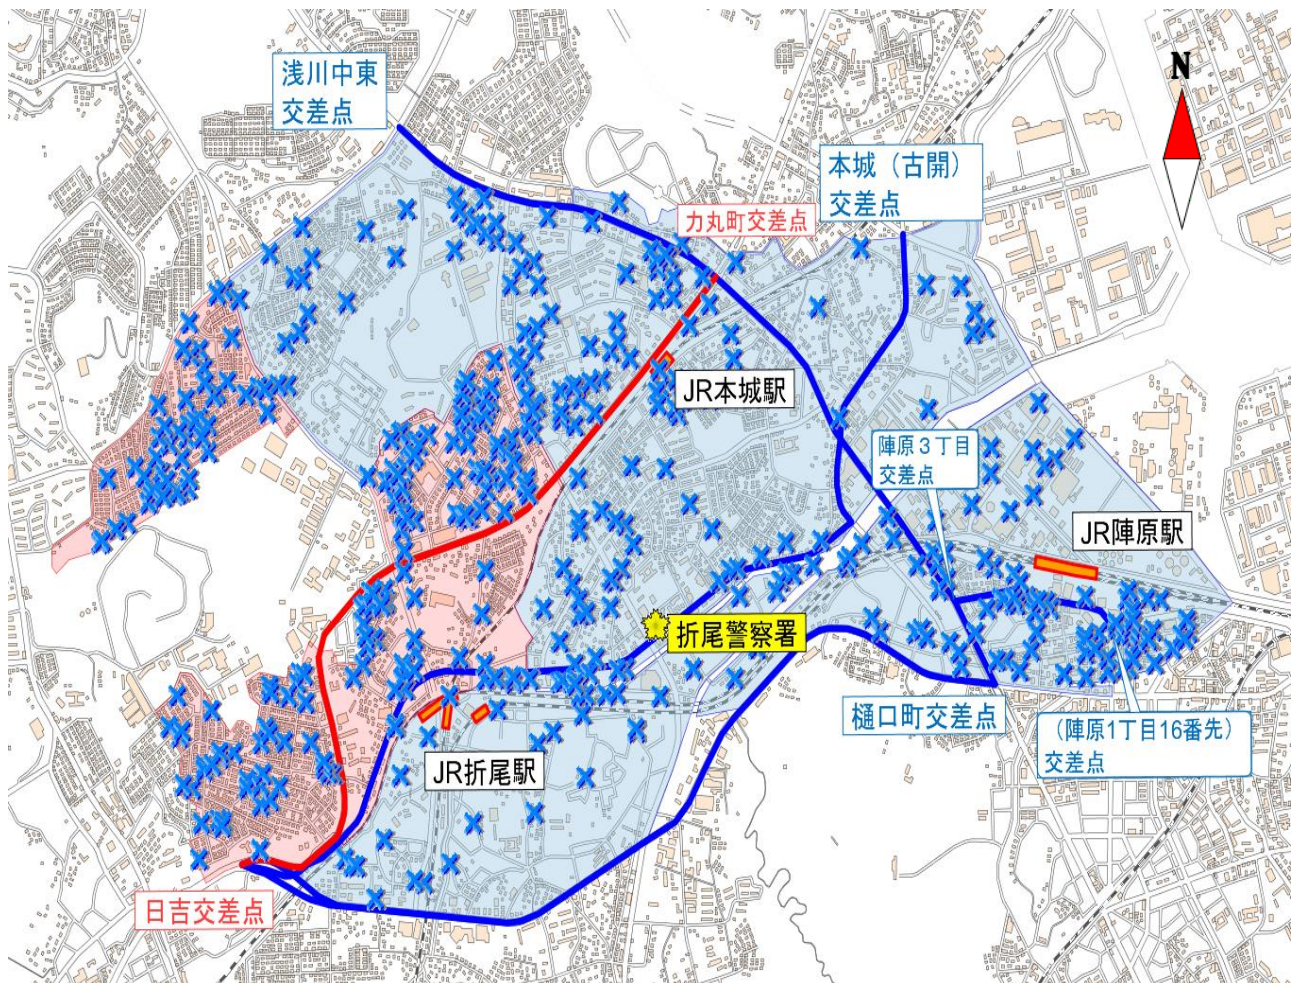 浅川中東
交差点
N
本城（古開）
交差点
力丸町交差点
JR本城駅
陣原３丁目
交差点
JR陣原駅
折尾警察署
樋口町交差点
（陣原1丁目16番先）
交差点
JR折尾駅
日吉交差点